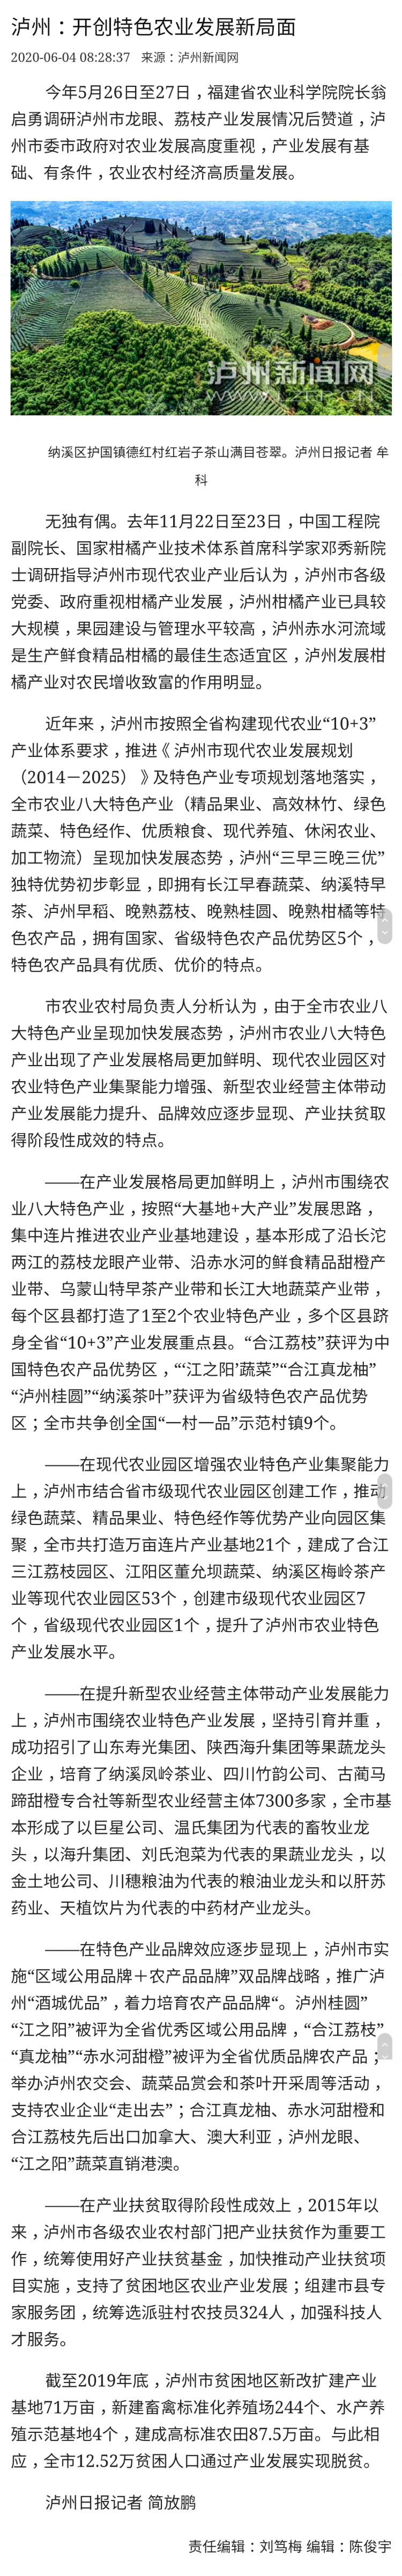 泸州：开创特色农业发展新局面
2020-06-04 08:28:37 来源：泸州新闻网
今年5月26日至27日，福建省农业科学院院长翁
启勇调研泸州市龙眼、荔枝产业发展情况后赞道，泸
州市委市政府对农业发展高度重视，产业发展有基
础、有条件，农业农村经济高质量发展。
泸州新闻网
纳溪区护国镇德红村红岩子茶山满目苍翠。泸州日报记者 牟
科
无独有偶。去年11月22日至23日，中国工程院
副院长、国家柑橘产业技术体系首席科学家邓秀新院
士调研指导泸州市现代农业产业后认为，泸州市各级
党委、政府重视柑橘产业发展，泸州柑橘产业已具较
大规模，果园建设与管理水平较高，泸州赤水河流域
是生产鲜食精品柑橘的最佳生态适宜区，泸州发展柑
橘产业对农民增收致富的作用明显。
近年来，泸州市按照全省构建现代农业“10+3”
产业体系要求，推进《泸州市现代农业发展规划
（2014－2025）》及特色产业专项规划落地落实，
全市农业八大特色产业（精品果业、高效林竹、绿色
蔬菜、特色经作、优质粮食、现代养殖、休闲农业、
加工物流）呈现加快发展态势，泸州“三早三晚三优”
独特优势初步彰显，即拥有长江早春蔬菜、纳溪特早
茶、泸州早稻、晚熟荔枝、晚熟桂圆、晚熟柑橘等特
色农产品，拥有国家、省级特色农产品优势区5个，
特色农产品具有优质、优价的特点。
市农业农村局负责人分析认为，由于全市农业八
大特色产业呈现加快发展态势，泸州市农业八大特色
产业出现了产业发展格局更加鲜明、现代农业园区对
农业特色产业集聚能力增强、新型农业经营主体带动
产业发展能力提升、品牌效应逐步显现、产业扶贫取
得阶段性成效的特点。
——在产业发展格局更加鲜明上，泸州市围绕农
业八大特色产业，按照“大基地+大产业”发展思路，
集中连片推进农业产业基地建设，基本形成了沿长沱
两江的荔枝龙眼产业带、沿赤水河的鲜食精品甜橙产
业带、乌蒙山特早茶产业带和长江大地蔬菜产业带，
每个区县都打造了1至2个农业特色产业，多个区县跻
身全省“10+3”产业发展重点县。“合江荔枝”获评为中
国特色农产品优势区，“‘江之阳’蔬菜”“合江真龙柚”
“泸州桂圆”“纳溪茶叶”获评为省级特色农产品优势
区；全市共争创全国“一村一品”示范村镇9个。
——在现代农业园区增强农业特色产业集聚能力
上，泸州市结合省市级现代农业园区创建工作，推动
绿色蔬菜、精品果业、特色经作等优势产业向园区集
聚，全市共打造万亩连片产业基地21个，建成了合江
三江荔枝园区、江阳区董允坝蔬菜、纳溪区梅岭茶产
业等现代农业园区53个，创建市级现代农业园区7
个，省级现代农业园区1个，提升了泸州市农业特色
产业发展水平。
——在提升新型农业经营主体带动产业发展能力
上，泸州市围绕农业特色产业发展，坚持引育并重，
成功招引了山东寿光集团、陕西海升集团等果蔬龙头
企业，培育了纳溪凤岭茶业、四川竹韵公司、古蔺马
蹄甜橙专合社等新型农业经营主体7300多家，全市基
本形成了以巨星公司、温氏集团为代表的畜牧业龙
头，以海升集团、刘氏泡菜为代表的果蔬业龙头，以
金土地公司、川穗粮油为代表的粮油业龙头和以肝苏
药业、天植饮片为代表的中药材产业龙头。
——在特色产业品牌效应逐步显现上，泸州市实
施“区域公用品牌＋农产品品牌”双品牌战略，推广泸
州“酒城优品”，着力培育农产品品牌“。泸州桂圆”
“江之阳”被评为全省优秀区域公用品牌，“合江荔枝”
“真龙柚”“赤水河甜橙”被评为全省优质品牌农产品；
举办泸州农交会、蔬菜品赏会和茶叶开采周等活动，
支持农业企业“走出去”；合江真龙柚、赤水河甜橙和
合江荔枝先后出口加拿大、澳大利亚，泸州龙眼、
“江之阳”蔬菜直销港澳。
——在产业扶贫取得阶段性成效上，2015年以
来，泸州市各级农业农村部门把产业扶贫作为重要工
作，统筹使用好产业扶贫基金，加快推动产业扶贫项
目实施，支持了贫困地区农业产业发展；组建市县专
家服务团，统筹选派驻村农技员324人，加强科技人
才服务。
截至2019年底，泸州市贫困地区新改扩建产业
基地71万亩，新建畜禽标准化养殖场244个、水产养
殖示范基地4个，建成高标准农田87.5万亩。与此相
应，全市12.52万贫困人口通过产业发展实现脱贫。
泸州日报记者 简放鹏
责任编辑：刘笃梅 编辑：陈俊宇